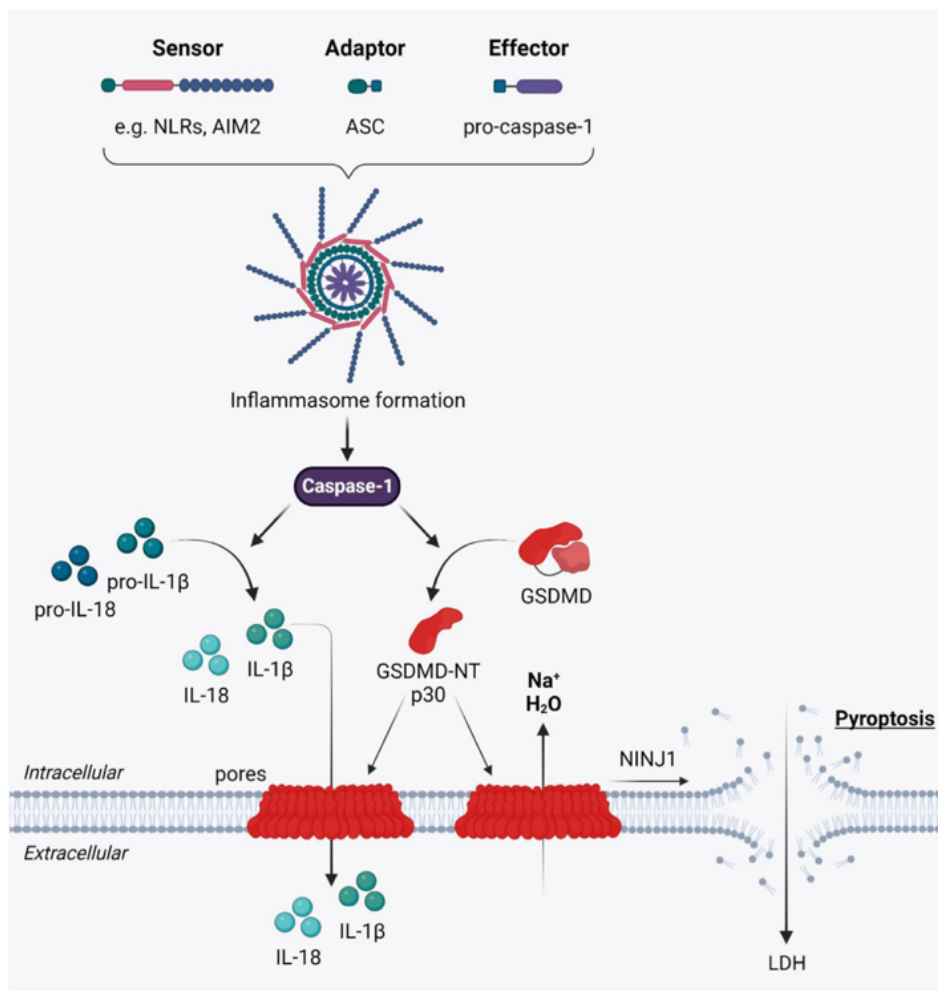 Sensor
Adaptor
Effector
e.g. NLRs, AIM2
ASC
pro-caspase-1
Inflammasome formation
Caspase-1
pro-IL-1β
pro-IL-18
GSDMD
IL-1β
IL-18
GSDMD-NT
p30
Na⁺
H₂O
Pyroptosis
NINJ1
Intracellular
pores
Extracellular
IL-1β
IL-18
LDH